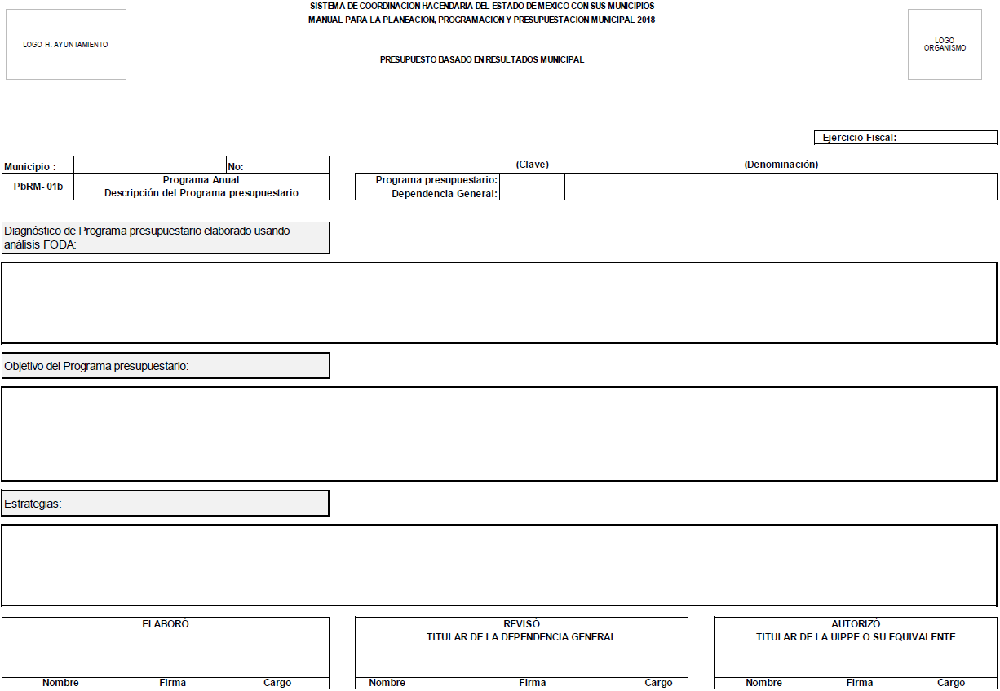 SISTEMA DE COORDINACION HACENDARIA DEL ESTADO DE MEXICO CON SUS MUNICIPIOS
MANUAL PARA LA PLANEACION, PROGRAMACION Y PRESUPUESTACION MUNICIPAL 2018
LOGO H. AYUNTAMIENTO
LOGO
ORGANISMO
PRESUPUESTO BASADO EN RESULTADOS MUNICIPAL
Ejercicio Fiscal:
Municipio :
No:
PbRM- 01b
Programa Anual
Descripción del Programa presupuestario
(Clave)
(Denominación)
Programa presupuestario:
Dependencia General:
Diagnóstico de Programa presupuestario elaborado usando
análisis FODA:
Objetivo del Programa presupuestario:
Estrategias:
ELABORÓ
Nombre Firma Cargo
REVISÓ
TITULAR DE LA DEPENDENCIA GENERAL
Nombre Firma Cargo
AUTORIZÓ
TITULAR DE LA UIPPE O SU EQUIVALENTE
Nombre Firma Cargo